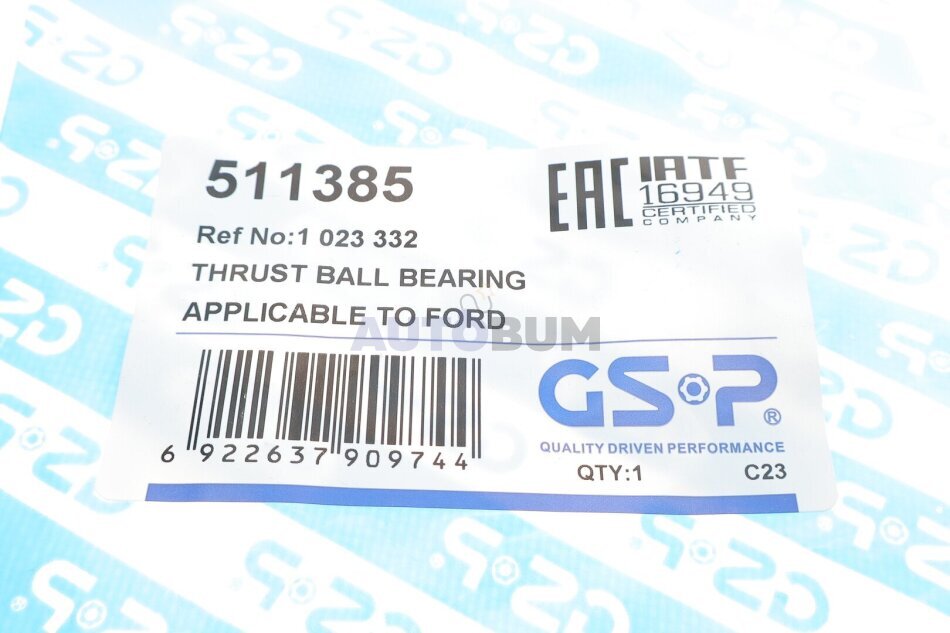 511385
EAC
IATF
16949
CERTIFIED
COMPANY
Ref No:1 023 332
THRUST BALL BEARING
APPLICABLE TO FORD
AUTOBUM
6 922637 909744
GSP®
QUALITY DRIVEN PERFORMANCE
QTY:1 C23